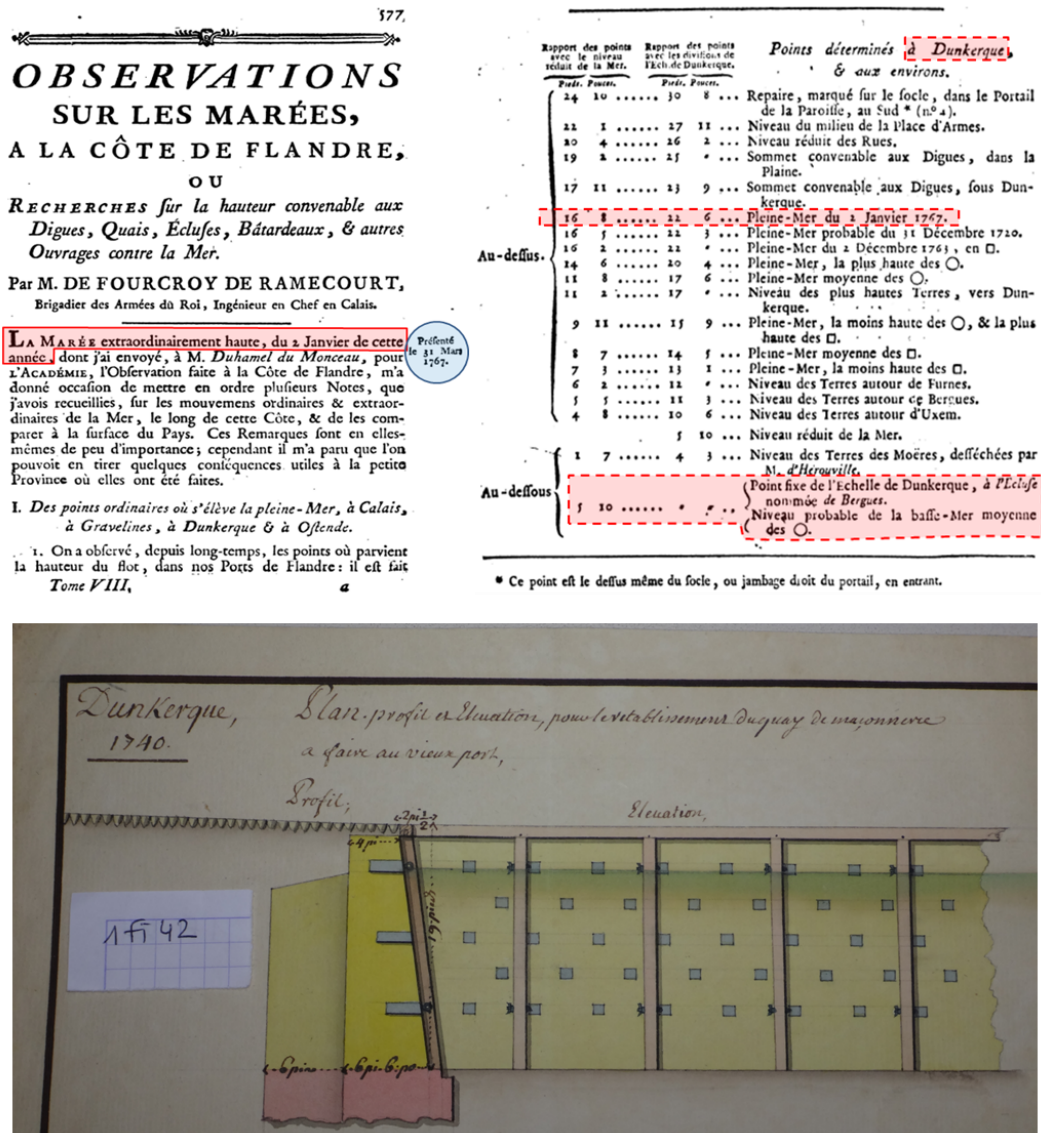 577
OBSERVATIONS
SUR LES MARÉES,
A LA CÔTE DE FLANDRE,
OU
RECHERCHES ſur la hauteur convenable aux
Digues, Quais, Écluſes, Bâtardeaux, & autres
Ouvrages contre la Mer.
Par M. DE FOURCROY DE RAMECOURT,
Brigadier des Armées du Roi, Ingénieur en Chef en Calais.
LA MARÉE extraordinairement haute, du 2 Janvier de cette
année, dont j'ai envoyé, à M. Duhamel du Monceau, pour
L'ACADÉMIE, l'Obſervation faite à la Côte de Flandre, m'a
donné occaſion de mettre en ordre pluſieurs Notes, que
j'avois recueillies, ſur les mouvemens ordinaires & extraor-
dinaires de la Mer, le long de cette Côte, & de les com-
parer à la ſurface du Pays. Ces Remarques ſont en elles-
mêmes de peu d'importance; cependant il m'a paru que l'on
pouvoit en tirer quelques conſéquences utiles à la petite
Province où elles ont été faites.
Préſenté
le 31 Mars
1767.
I. Des points ordinaires où s'élève la pleine-Mer, à Calais,
à Gravelines, à Dunkerque & à Oſtende.
1. On a obſervé, depuis long-temps, les points où parvient
la hauteur du flot, dans nos Ports de Flandre: il eſt fait
Tome VIII, a
Rapport des points
avec le niveau
réduit de la Mer.
Rapport des points
avec les diviſions de
l'Ech. de Dunkerque.
Points déterminés à Dunkerque,
& aux environs.
Pieds. Pouces. Pieds. Pouces.
Au-deſſus.
24 10 ...... 30 8 ... Repaire, marqué ſur le ſocle, dans le Portail
de la Paroiſſe, au Sud * (n.º 4).
22 1 ...... 27 11 ... Niveau du milieu de la Place d'Armes.
20 4 ...... 26 2 ... Niveau réduit des Rues.
19 2 ...... 25 " ... Sommet convenable aux Digues, dans la
Plaine.
17 11 ...... 23 9 ... Sommet convenable aux Digues, ſous Dun-
kerque.
16 8 ...... 22 6 ... Pleine-Mer du 2 Janvier 1767.
16 5 ...... 22 3 ... Pleine-Mer probable du 31 Décembre 1720.
16 2 ...... 22 " ... Pleine-Mer du 2 Décembre 1763, en □.
14 6 ...... 20 4 ... Pleine-Mer, la plus haute des ○.
11 8 ...... 17 6 ... Pleine-Mer moyenne des ○.
11 2 ...... 17 " ... Niveau des plus hautes Terres, vers Dun-
kerque.
9 11 ...... 15 9 ... Pleine-Mer, la moins haute des ○, & la plus
haute des □.
8 7 ...... 14 5 ... Pleine-Mer moyenne des □.
7 3 ...... 13 1 ... Pleine-Mer, la moins haute des □.
6 2 ...... 12 " ... Niveau des Terres autour de Furnes.
5 5 ...... 11 3 ... Niveau des Terres autour de Bergues.
4 8 ...... 10 6 ... Niveau des Terres autour d'Uxem.
5 10 ... Niveau réduit de la Mer.
Au-deſſous
1 7 ...... 4 3 ... Niveau des Terres des Moëres, deſſéchées par
M. d'Hérouville.
5 10 ...... " " ... Point fixe de l'Echelle de Dunkerque, à l'Ecluſe
nommée de Bergues.
Niveau probable de la baſſe-Mer moyenne
des ○.
* Ce point eſt le deſſus même du ſocle, ou jambage droit du portail, en entrant.
Dunkerque, Plan. profil et Elevation, pour le retablissement du quay de maçonnerie
1740.
a faire au vieux port,
Profil; Elevation,
2 pi ½
4 pi
19 pieds
1 Fi 42
6 pi 6 pi. 6. po